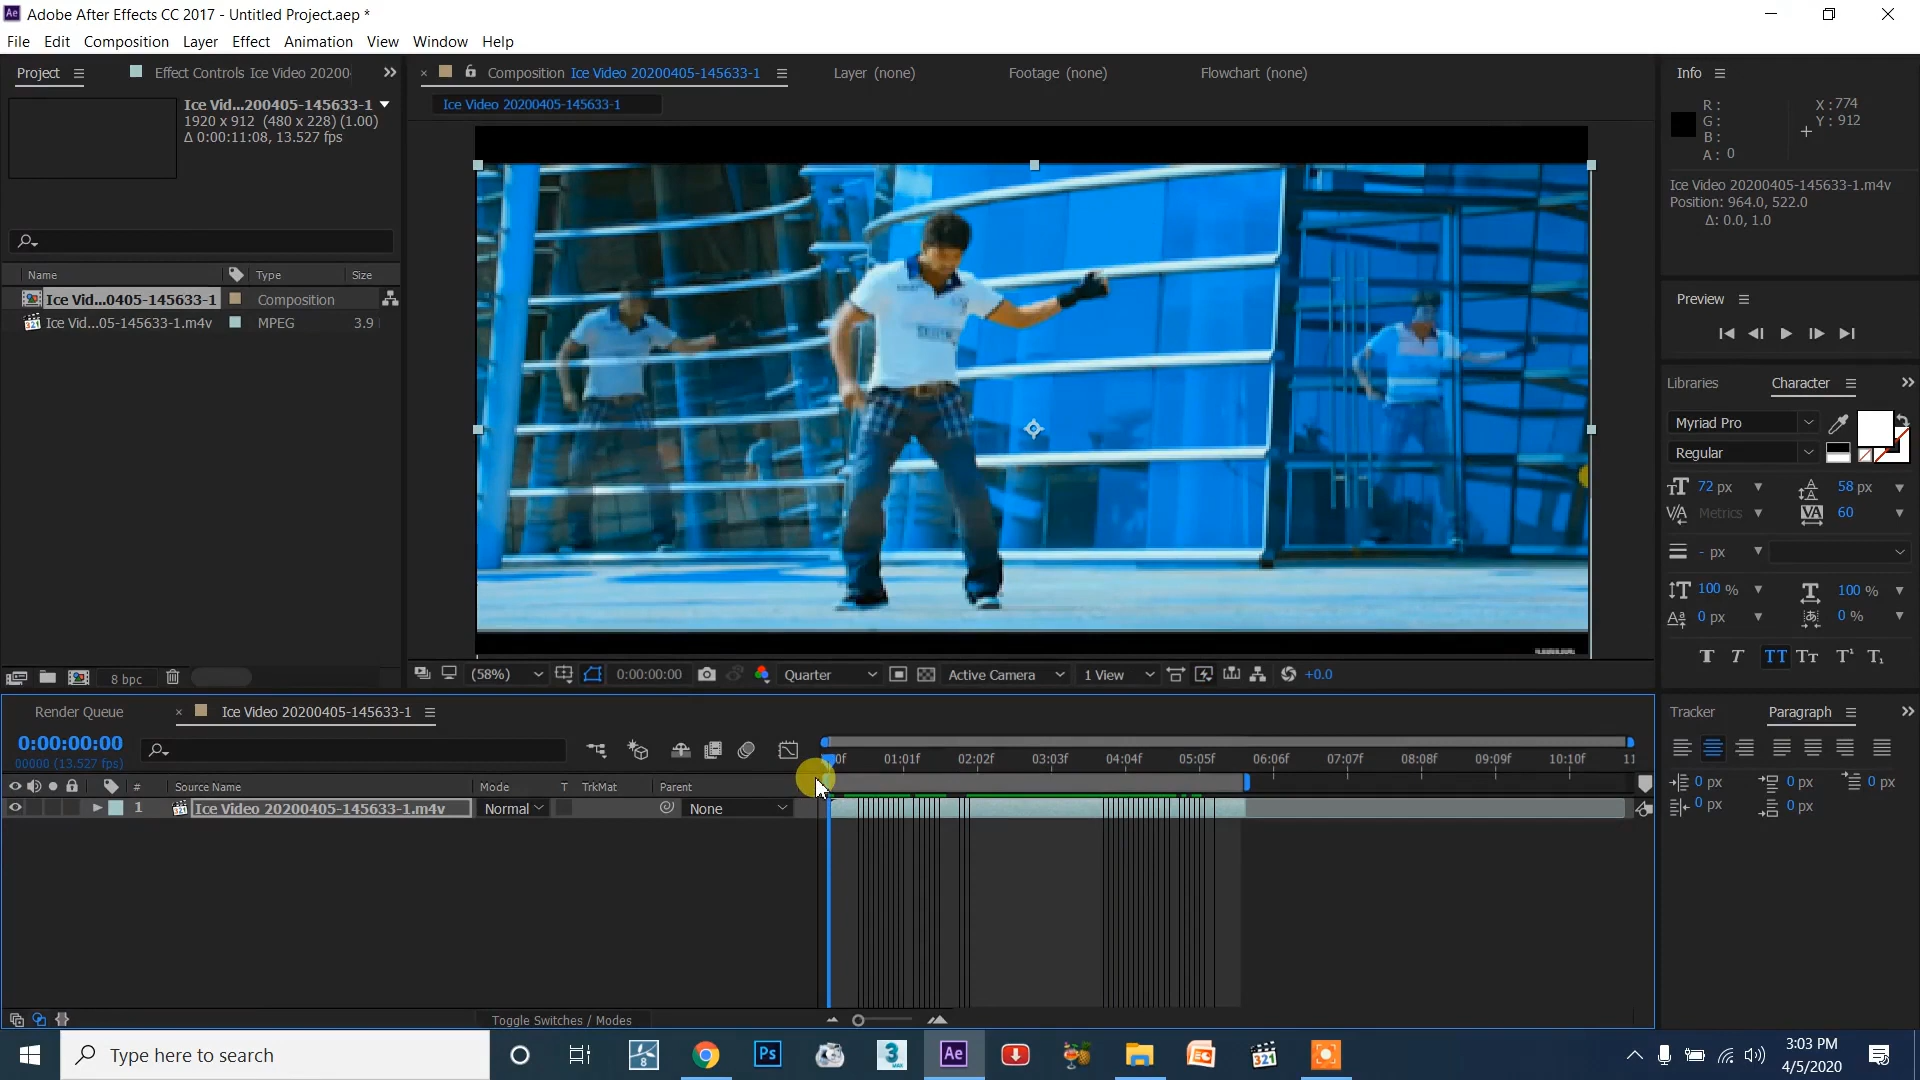 Adobe After Effects CC 2017 - Untitled Project.aep *
File Edit Composition Layer Effect Animation View Window Help
Project Effect Controls Ice Video 20200 Composition Ice Video 20200405-145633-1 Layer (none) Footage (none) Flowchart (none) Info
Ice Vid...200405-145633-1
1920 x 912 (480 x 228) (1.00)
Δ 0:00:11:08, 13.527 fps
Ice Video 20200405-145633-1
R :
G :
B :
A : 0
X : 774
Y : 912
Ice Video 20200405-145633-1.m4v
Position: 964.0, 522.0
Δ: 0.0, 1.0
Name Type Size
Ice Vid...0405-145633-1 Composition
Ice Vid...05-145633-1.m4v MPEG 3.9
Preview
Libraries Character
Myriad Pro
Regular
72 px 58 px
Metrics 60
- px
100 % 100 %
0 px 0 %
8 bpc
(58%) 0:00:00:00 Quarter Active Camera 1 View +0.0
Render Queue Ice Video 20200405-145633-1
Tracker Paragraph
0:00:00:00
00000 (13.527 fps)
0f 01:01f 02:02f 03:03f 04:04f 05:05f 06:06f 07:07f 08:08f 09:09f 10:10f 11
# Source Name Mode T TrkMat Parent
1 Ice Video 20200405-145633-1.m4v Normal None
0 px 0 px 0 px
0 px 0 px
Toggle Switches / Modes
Type here to search
8 Ps 3 Ae 321
3:03 PM
4/5/2020